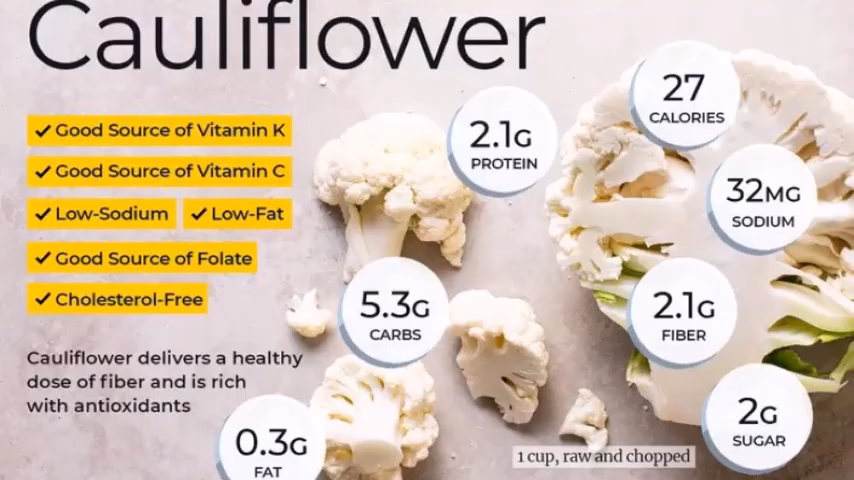 Cauliflower
✓ Good Source of Vitamin K
✓ Good Source of Vitamin C
✓ Low-Sodium ✓ Low-Fat
✓ Good Source of Folate
✓ Cholesterol-Free
Cauliflower delivers a healthy
dose of fiber and is rich
with antioxidants
27
CALORIES
2.1G
PROTEIN
32MG
SODIUM
5.3G
CARBS
2.1G
FIBER
2G
SUGAR
0.3G
FAT
1 cup, raw and chopped